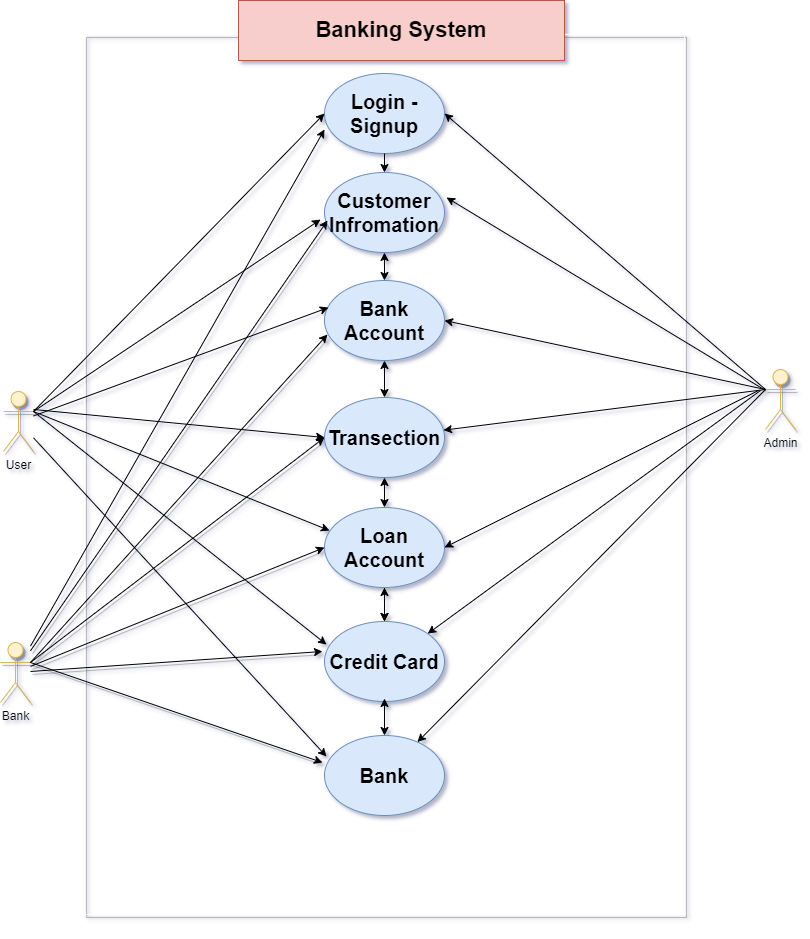 Banking System
Login -
Signup
Customer
Infromation
Bank
Account
Transection
Loan
Account
Credit Card
Bank
User
Bank
Admin